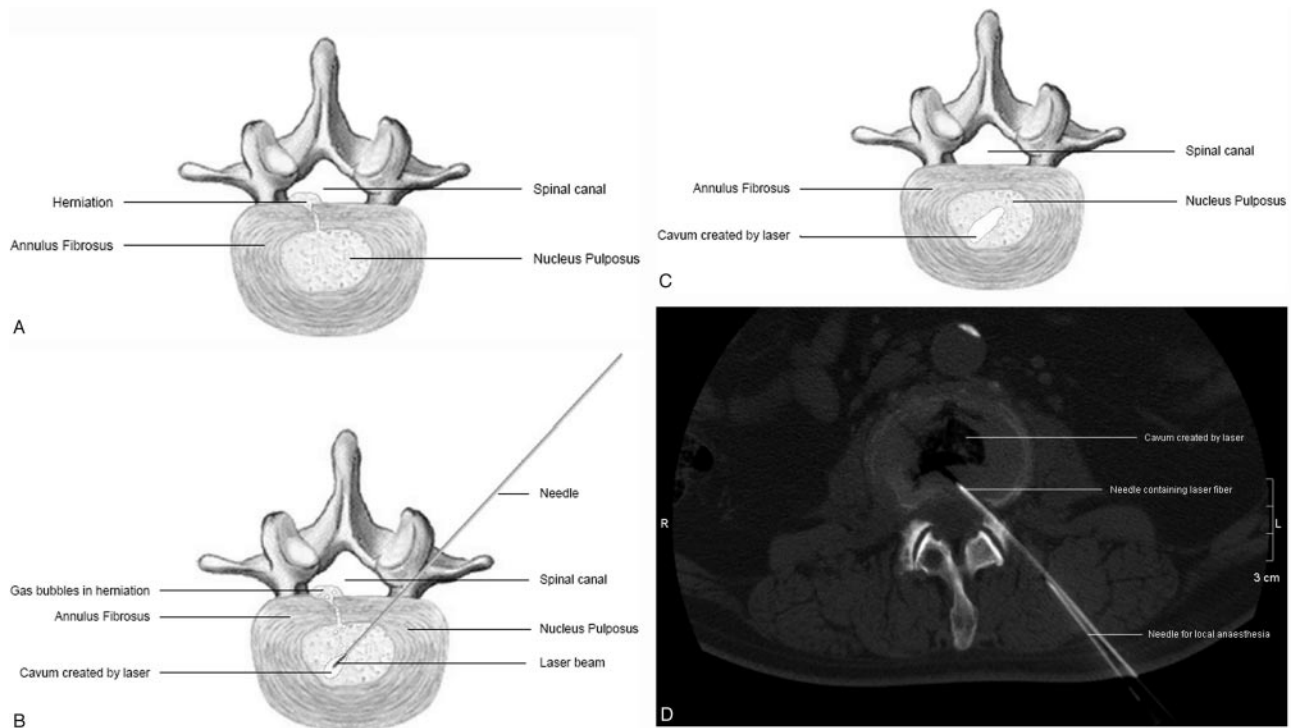 Spinal canal
Herniation
Annulus Fibrosus
Nucleus Pulposus
A
Needle
Spinal canal
Gas bubbles in herniation
Annulus Fibrosus
Nucleus Pulposus
Laser beam
Cavum created by laser
B
Spinal canal
Annulus Fibrosus
Nucleus Pulposus
Cavum created by laser
C
Cavum created by laser
Needle containing laser fiber
R
L
3 cm
Needle for local anaesthesia
D